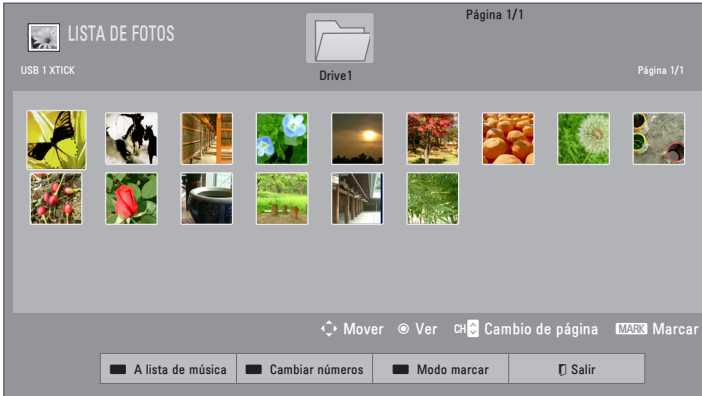 Página 1/1
LISTA DE FOTOS
USB 1 XTICK
Drive1
Página 1/1
Mover
Ver
CH Cambio de página
MARK Marcar
A lista de música
Cambiar números
Modo marcar
Salir